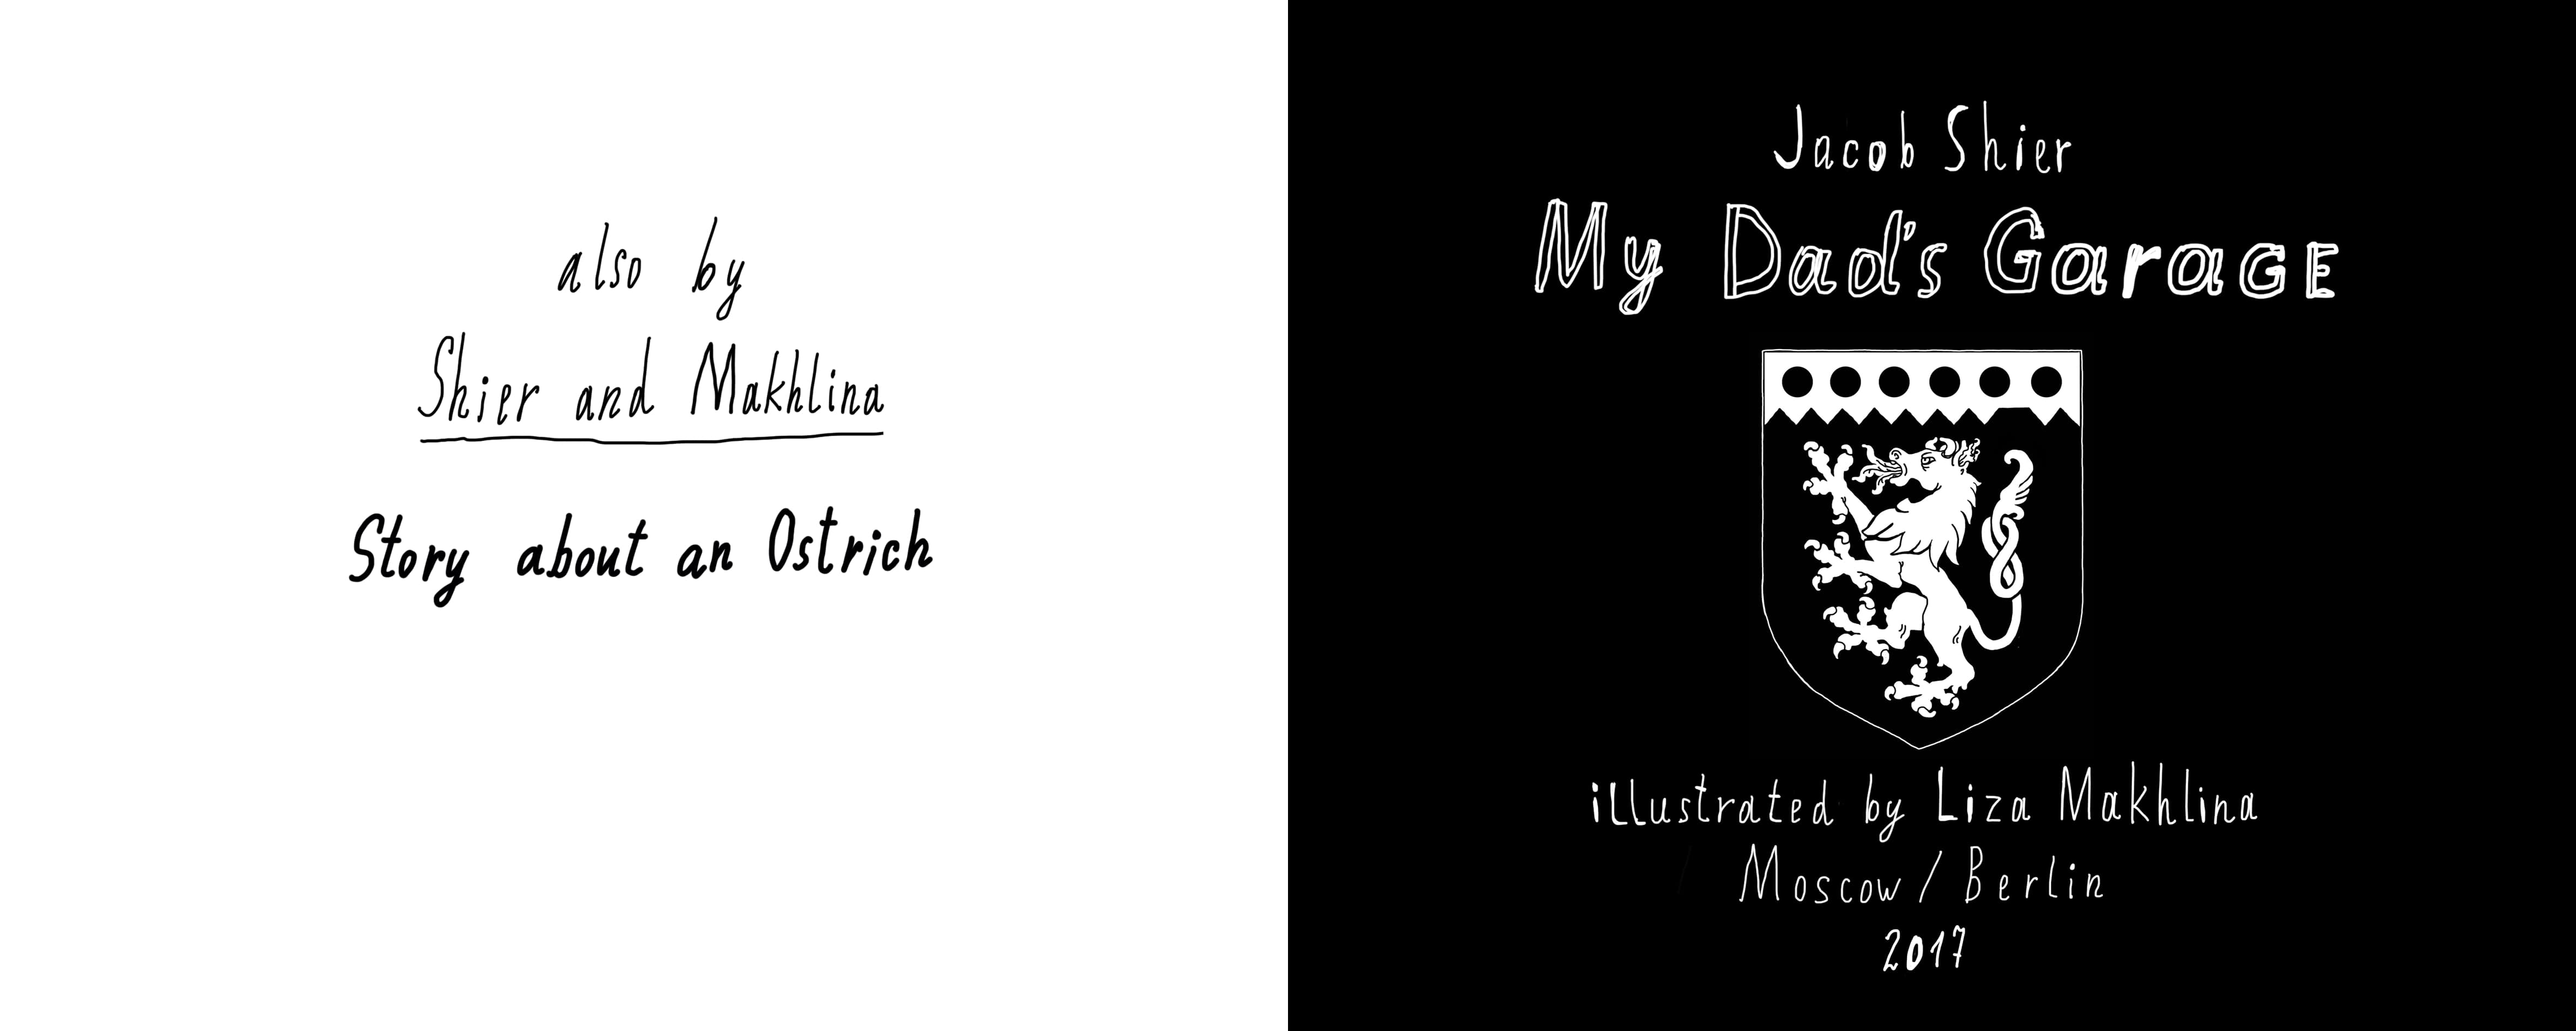 also by
Shier and Makhlina
Story about an Ostrich
Jacob Shier
My Dad's GaraGE
illustrated by Liza Makhlina
Moscow / Berlin
2017